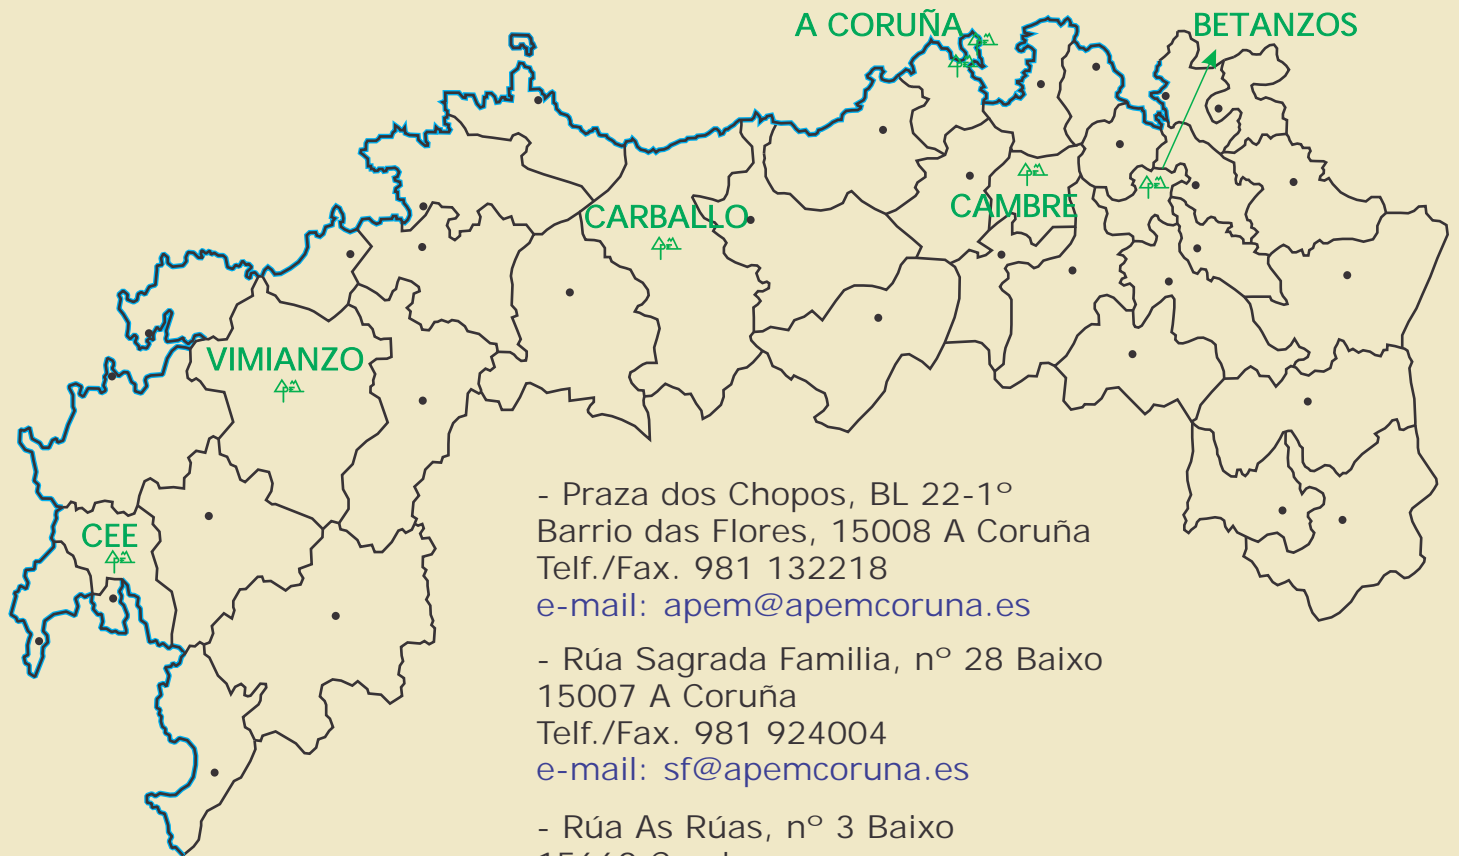 A CORUÑA
BETANZOS
CARBALLO
CAMBRE
VIMIANZO
CEE
- Praza dos Chopos, BL 22-1º
Barrio das Flores, 15008 A Coruña
Telf./Fax. 981 132218
e-mail: apem@apemcoruna.es
- Rúa Sagrada Familia, nº 28 Baixo
15007 A Coruña
Telf./Fax. 981 924004
e-mail: sf@apemcoruna.es
- Rúa As Rúas, nº 3 Baixo